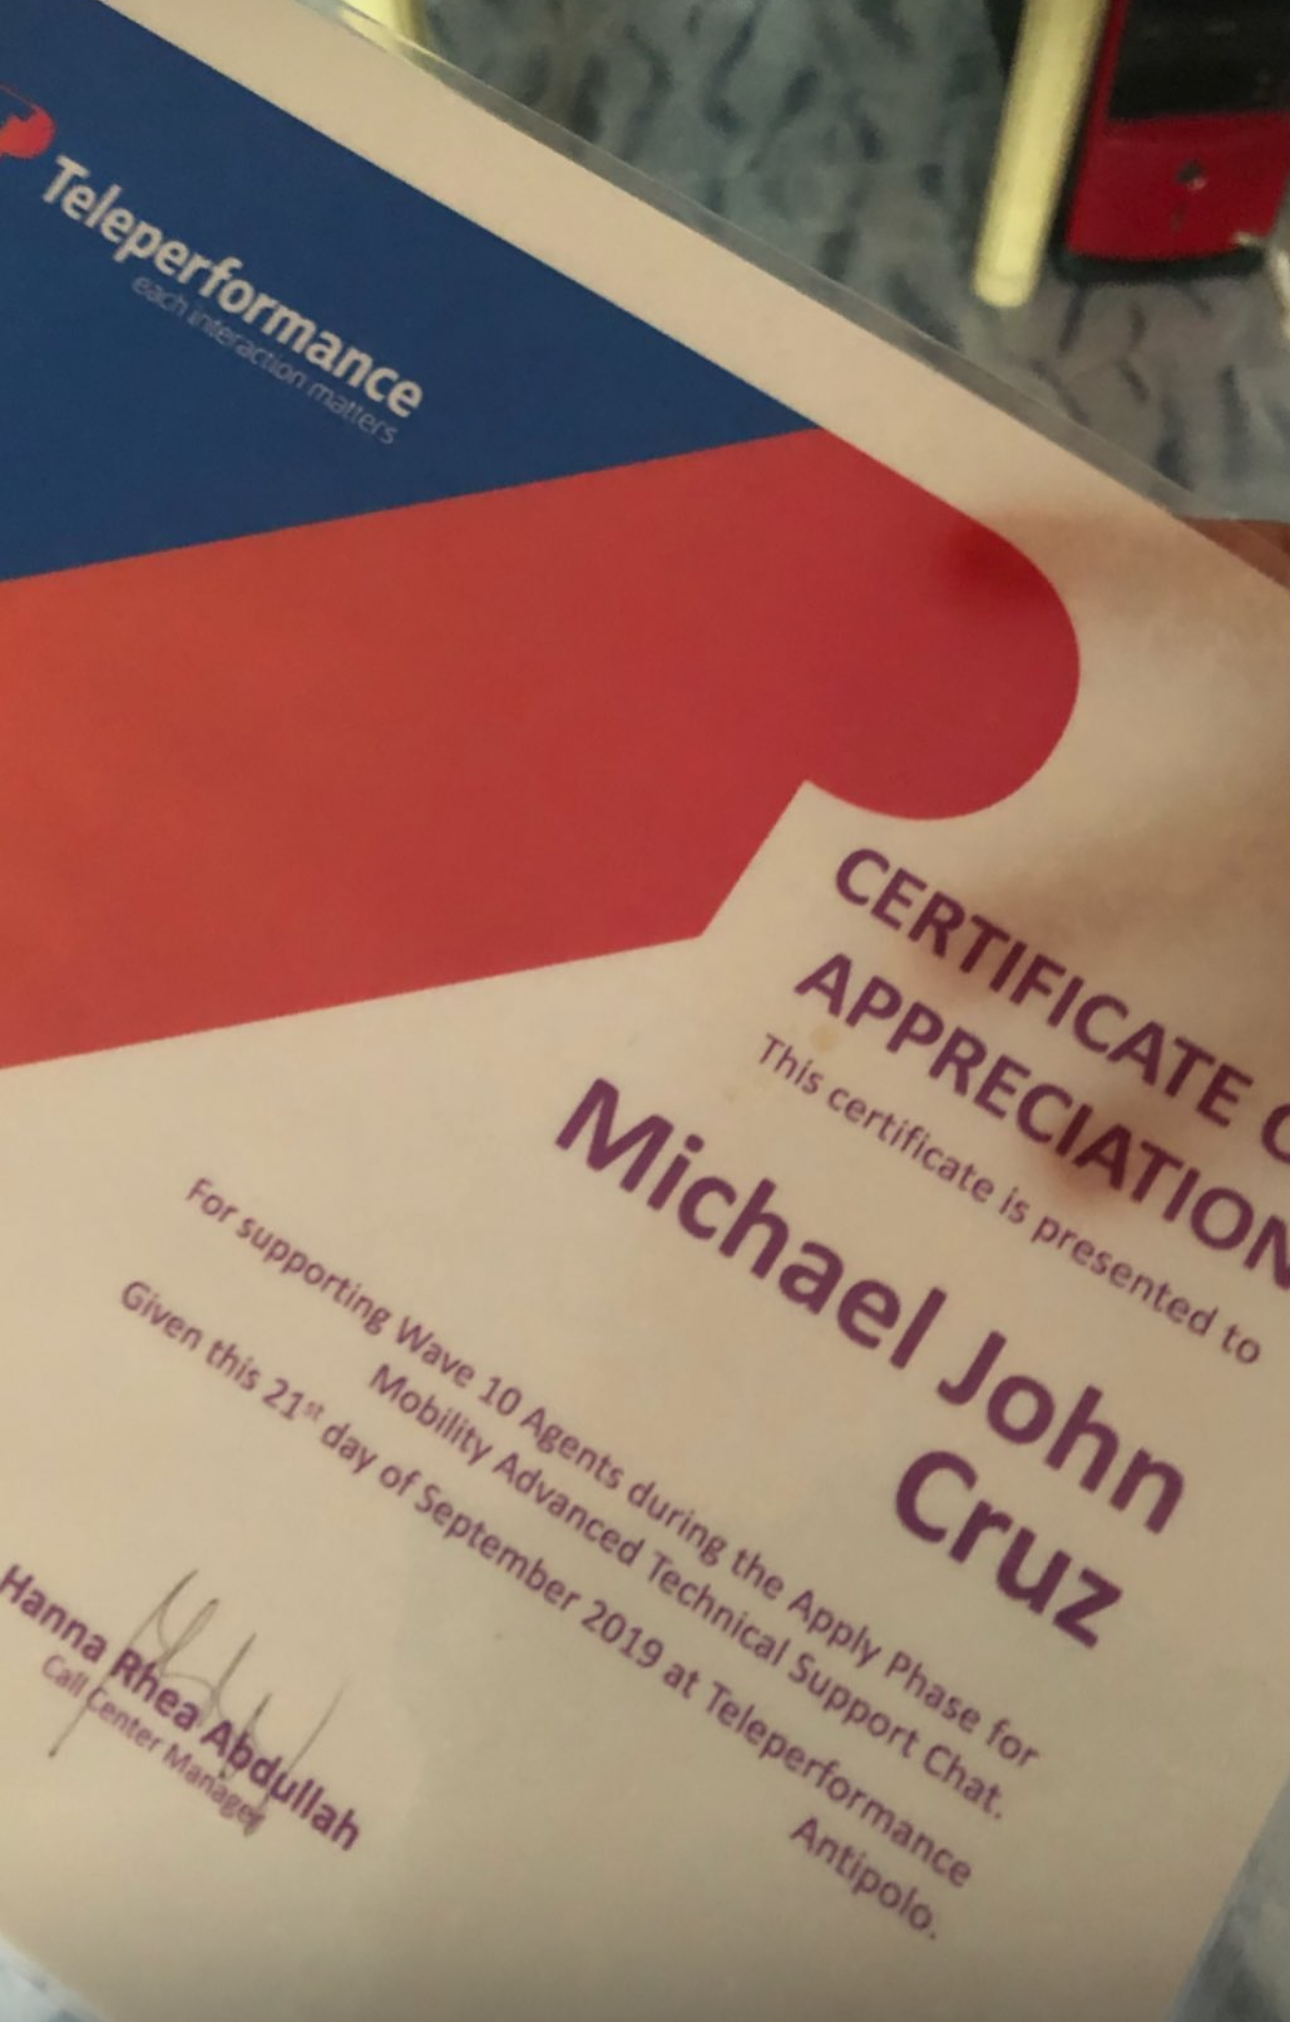 Teleperformance
each interaction matters
CERTIFICATE O
APPRECIATION
This certificate is presented to
Michael John
Cruz
For supporting Wave 10 Agents during the Apply Phase for
Mobility Advanced Technical Support Chat.
Given this 21st day of September 2019 at Teleperformance
Antipolo.
Hanna Rhea Abdullah
Call Center Manager